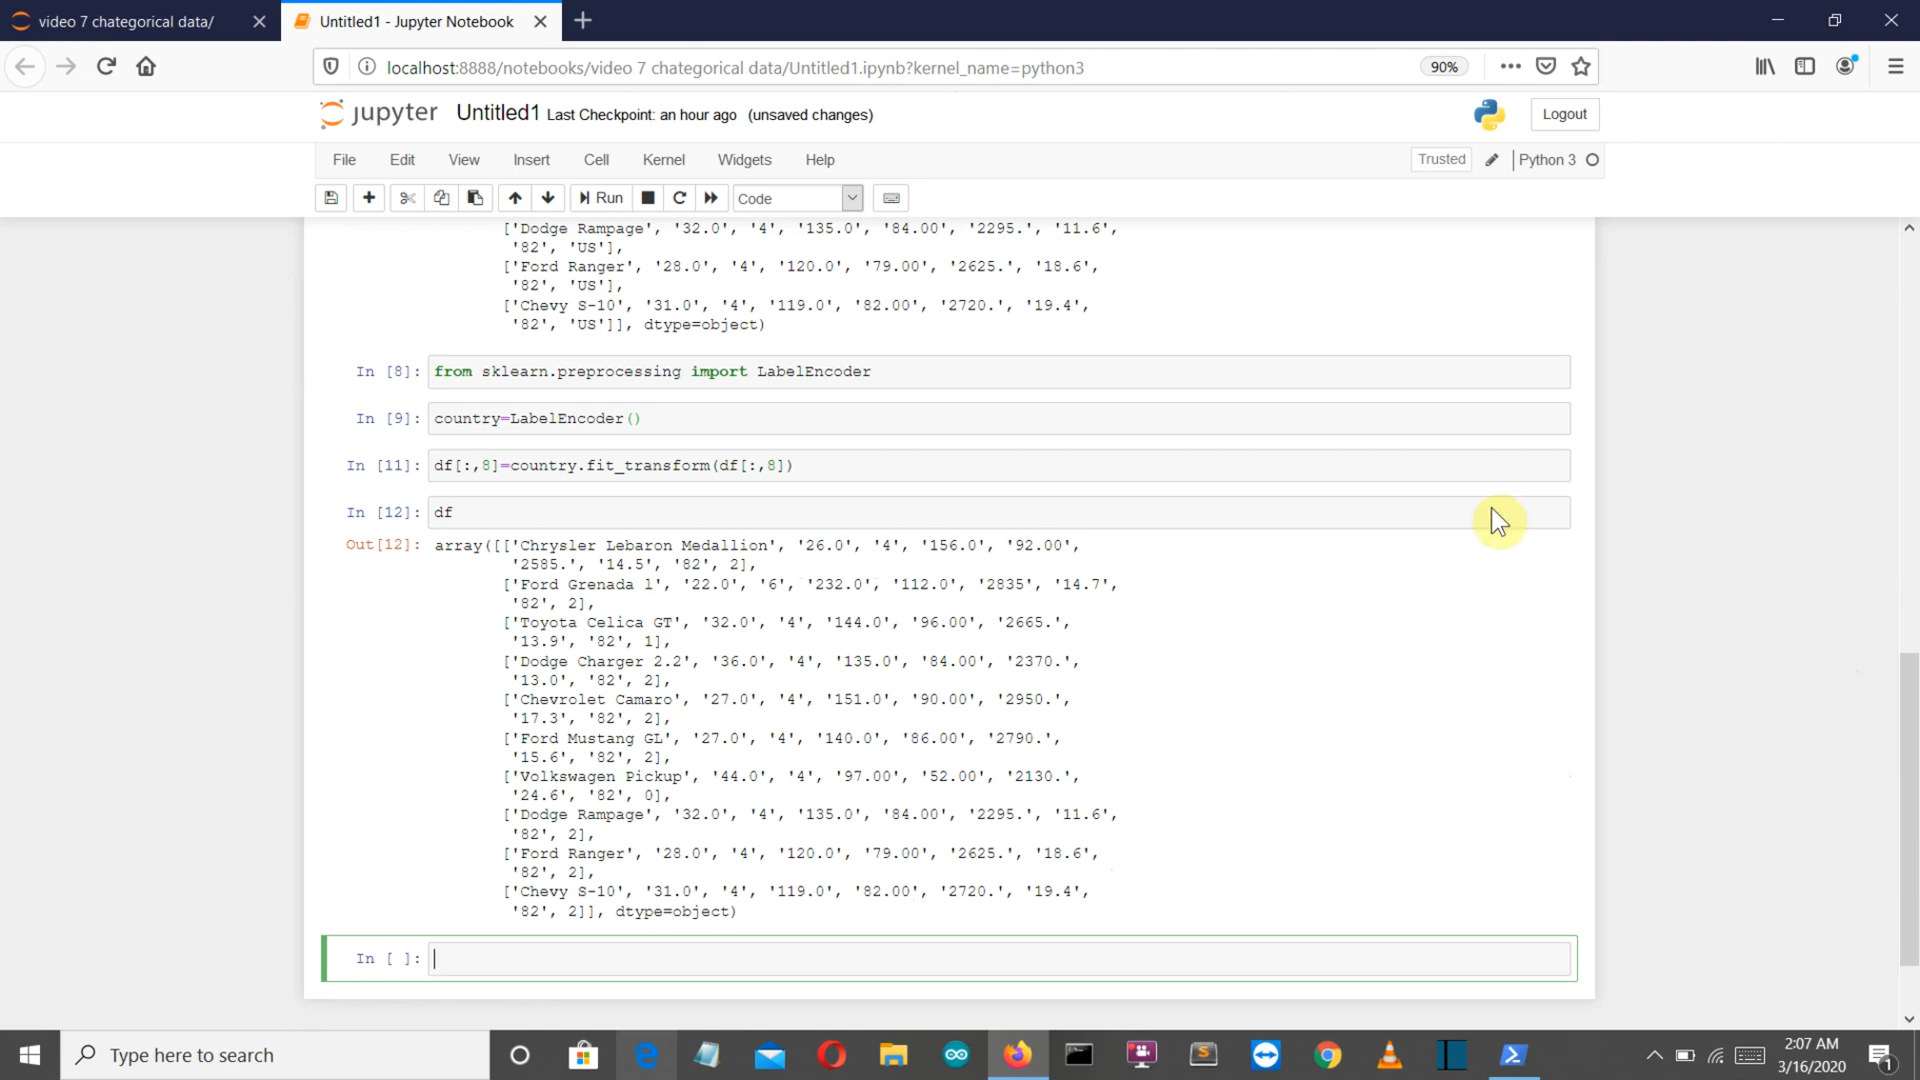 video 7 chategorical data/
Untitled1 - Jupyter Notebook
localhost:8888/notebooks/video 7 chategorical data/Untitled1.ipynb?kernel_name=python3
90%
jupyter Untitled1 Last Checkpoint: an hour ago (unsaved changes)
Logout
File Edit View Insert Cell Kernel Widgets Help
Trusted
Python 3
Run
Code
['Dodge Rampage', '32.0', '4', '135.0', '84.00', '2295.', '11.6',
'82', 'US'],
['Ford Ranger', '28.0', '4', '120.0', '79.00', '2625.', '18.6',
'82', 'US'],
['Chevy S-10', '31.0', '4', '119.0', '82.00', '2720.', '19.4',
'82', 'US']], dtype=object)
In [8]: from sklearn.preprocessing import LabelEncoder
In [9]: country=LabelEncoder()
In [11]: df[:,8]=country.fit_transform(df[:,8])
In [12]: df
Out[12]: array([['Chrysler Lebaron Medallion', '26.0', '4', '156.0', '92.00',
'2585.', '14.5', '82', 2],
['Ford Grenada l', '22.0', '6', '232.0', '112.0', '2835', '14.7',
'82', 2],
['Toyota Celica GT', '32.0', '4', '144.0', '96.00', '2665.',
'13.9', '82', 1],
['Dodge Charger 2.2', '36.0', '4', '135.0', '84.00', '2370.',
'13.0', '82', 2],
['Chevrolet Camaro', '27.0', '4', '151.0', '90.00', '2950.',
'17.3', '82', 2],
['Ford Mustang GL', '27.0', '4', '140.0', '86.00', '2790.',
'15.6', '82', 2],
['Volkswagen Pickup', '44.0', '4', '97.00', '52.00', '2130.',
'24.6', '82', 0],
['Dodge Rampage', '32.0', '4', '135.0', '84.00', '2295.', '11.6',
'82', 2],
['Ford Ranger', '28.0', '4', '120.0', '79.00', '2625.', '18.6',
'82', 2],
['Chevy S-10', '31.0', '4', '119.0', '82.00', '2720.', '19.4',
'82', 2]], dtype=object)
In [ ]:
Type here to search
2:07 AM
3/16/2020
1